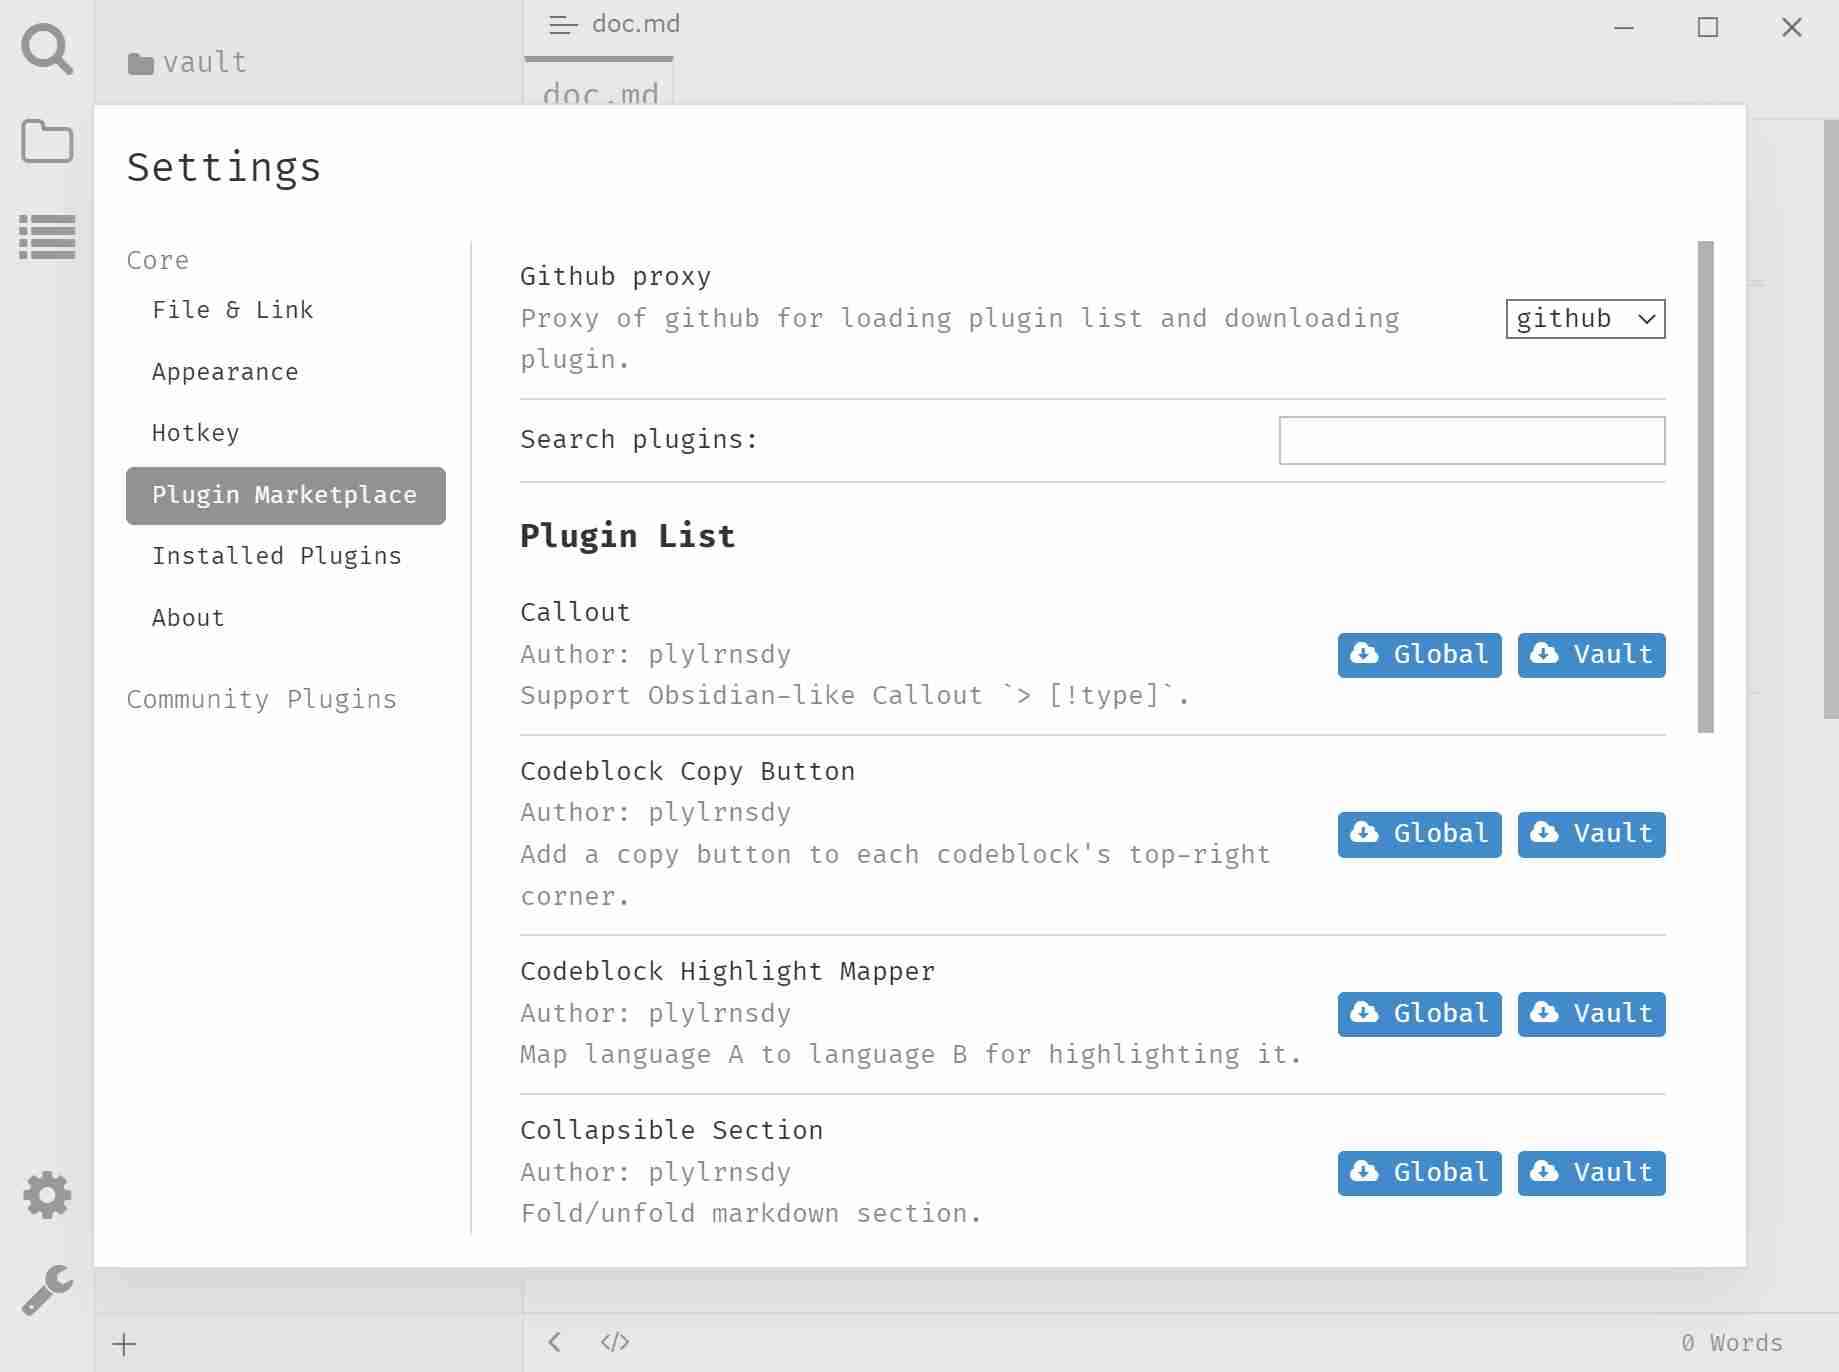 doc.md
vault
doc.md
Settings
Core
File & Link
Appearance
Hotkey
Plugin Marketplace
Installed Plugins
About
Community Plugins
Github proxy
Proxy of github for loading plugin list and downloading
plugin.
github
Search plugins:
Plugin List
Callout
Author: plylrnsdy
Support Obsidian-like Callout `> [!type]`.
Global
Vault
Codeblock Copy Button
Author: plylrnsdy
Add a copy button to each codeblock's top-right
corner.
Global
Vault
Codeblock Highlight Mapper
Author: plylrnsdy
Map language A to language B for highlighting it.
Global
Vault
Collapsible Section
Author: plylrnsdy
Fold/unfold markdown section.
Global
Vault
0 Words